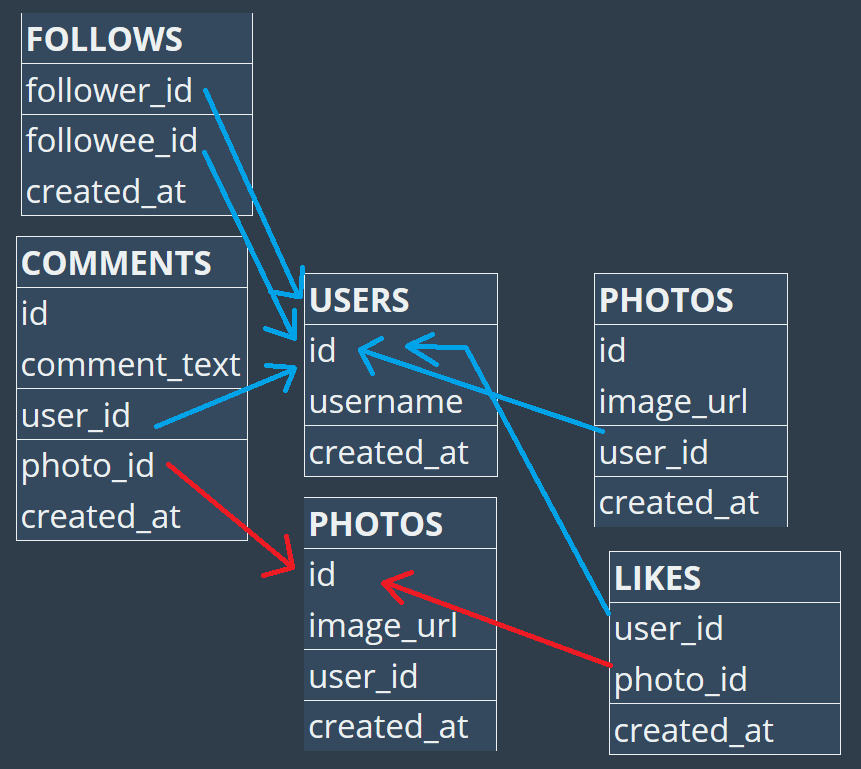 FOLLOWS
follower_id
followee_id
created_at
COMMENTS
id
comment_text
user_id
photo_id
created_at
USERS
id
username
created_at
PHOTOS
id
image_url
user_id
created_at
PHOTOS
id
image_url
user_id
created_at
LIKES
user_id
photo_id
created_at